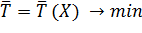 T̅ = T̅ (X) → min